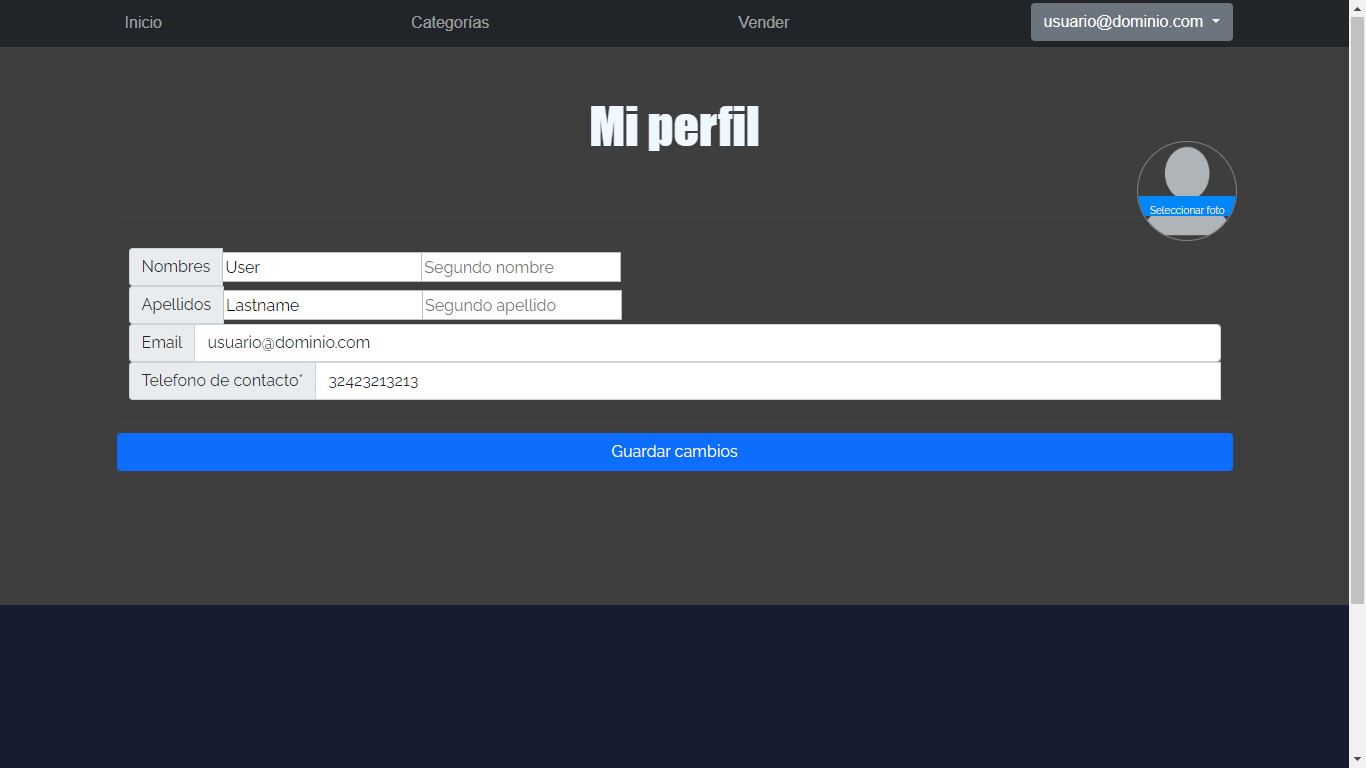 Inicio Categorías Vender usuario@dominio.com
Mi perfil
Seleccionar foto
Nombres User Segundo nombre
Apellidos Lastname Segundo apellido
Email usuario@dominio.com
Telefono de contacto* 32423213213
Guardar cambios